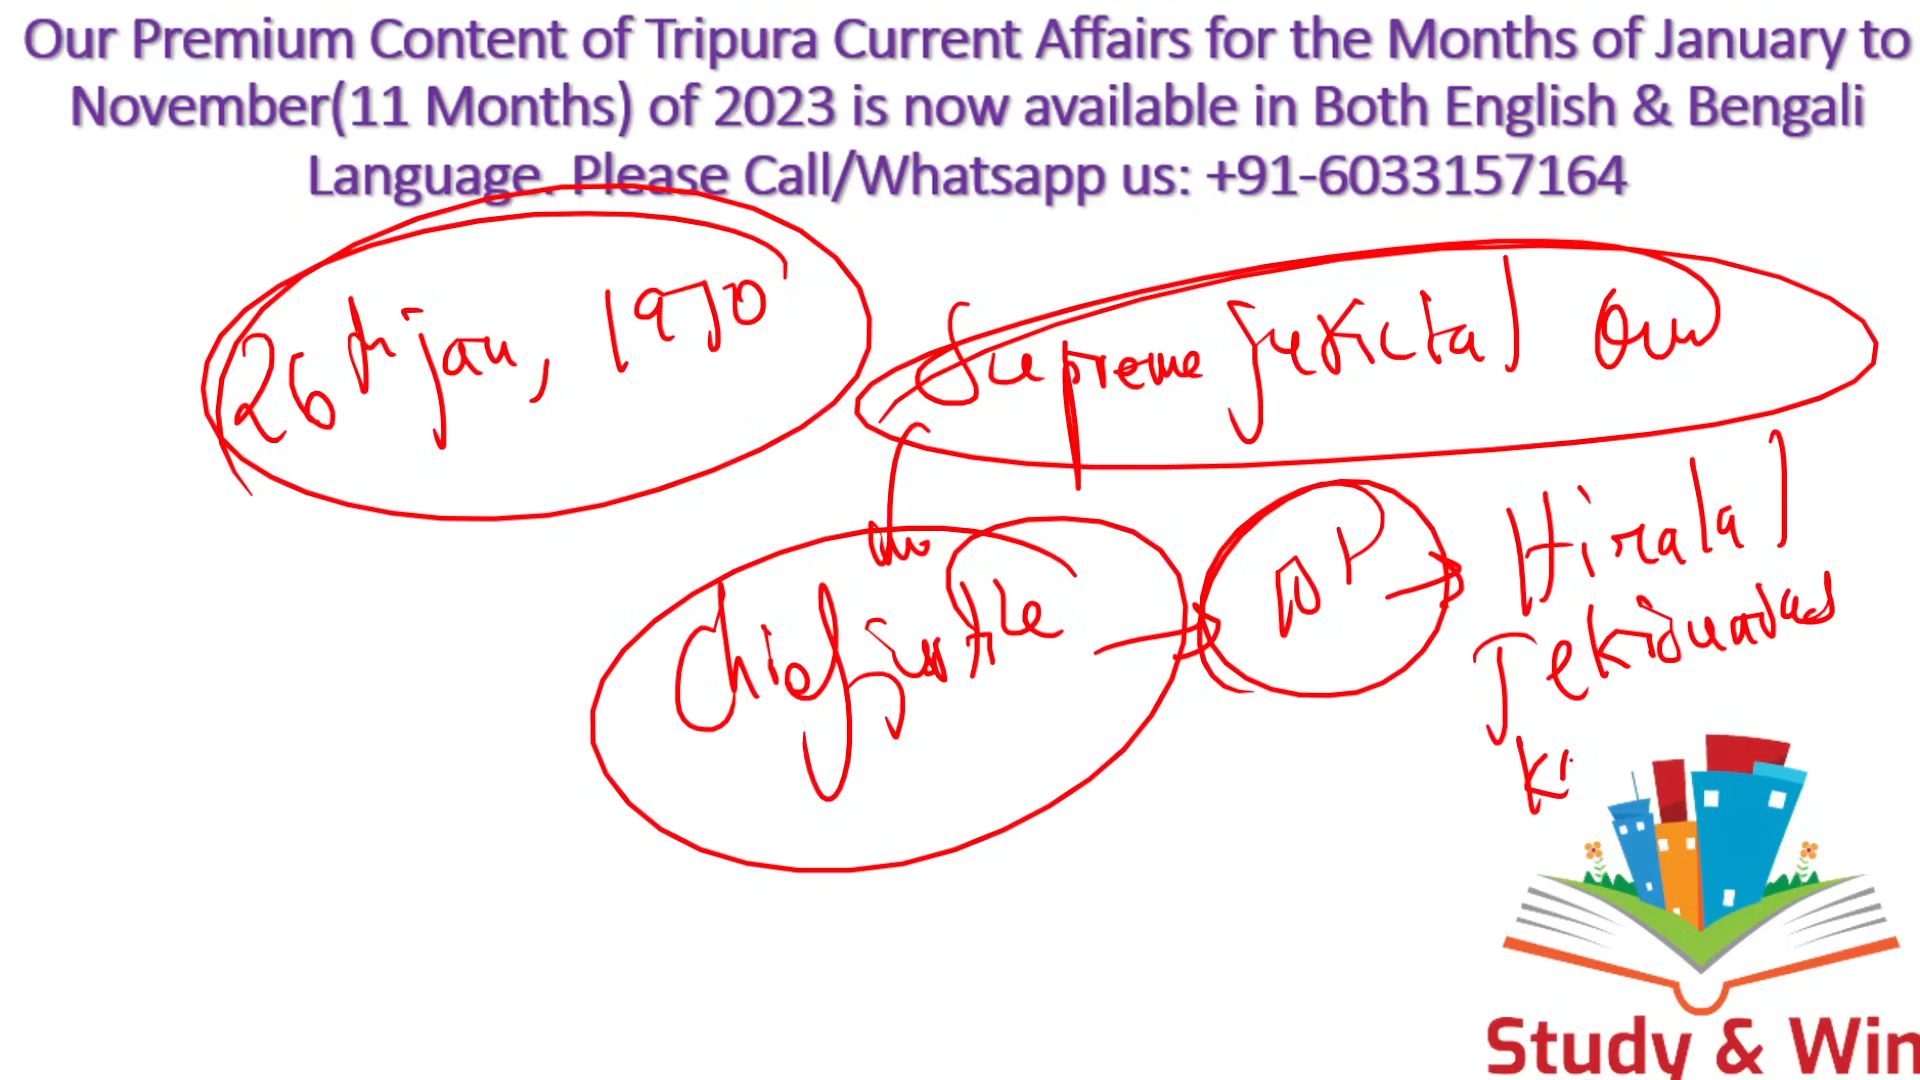 Our Premium Content of Tripura Current Affairs for the Months of January to
November(11 Months) of 2023 is now available in Both English & Bengali
Language. Please Call/Whatsapp us: +91-6033157164
26th jan, 1950
Supreme
Chief justice
Hiralal
Study & Win